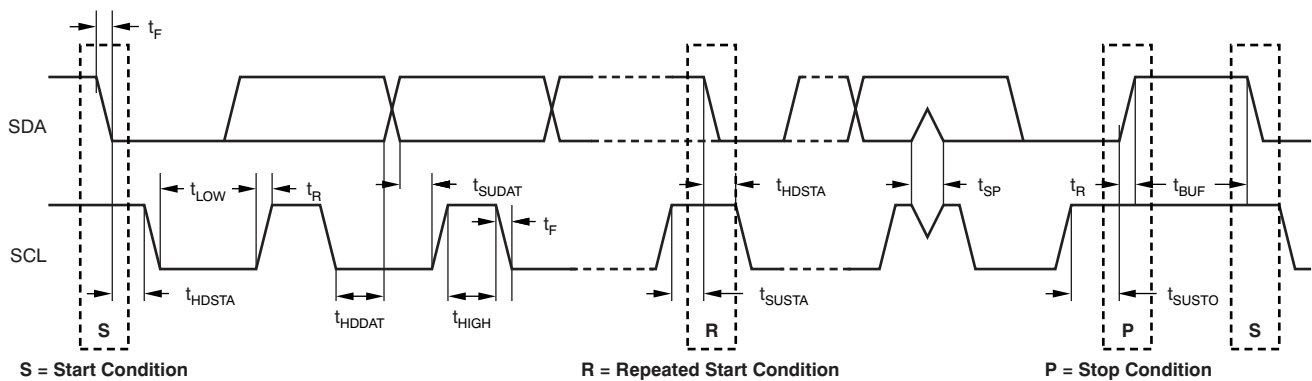 tF
SDA
tLOW
tR
tSUDAT
tHDSTA
tSP
tR
tBUF
tF
SCL
tHDSTA
tHDDAT
tHIGH
tSUSTA
tSUSTO
S
R
P
S
S = Start Condition
R = Repeated Start Condition
P = Stop Condition